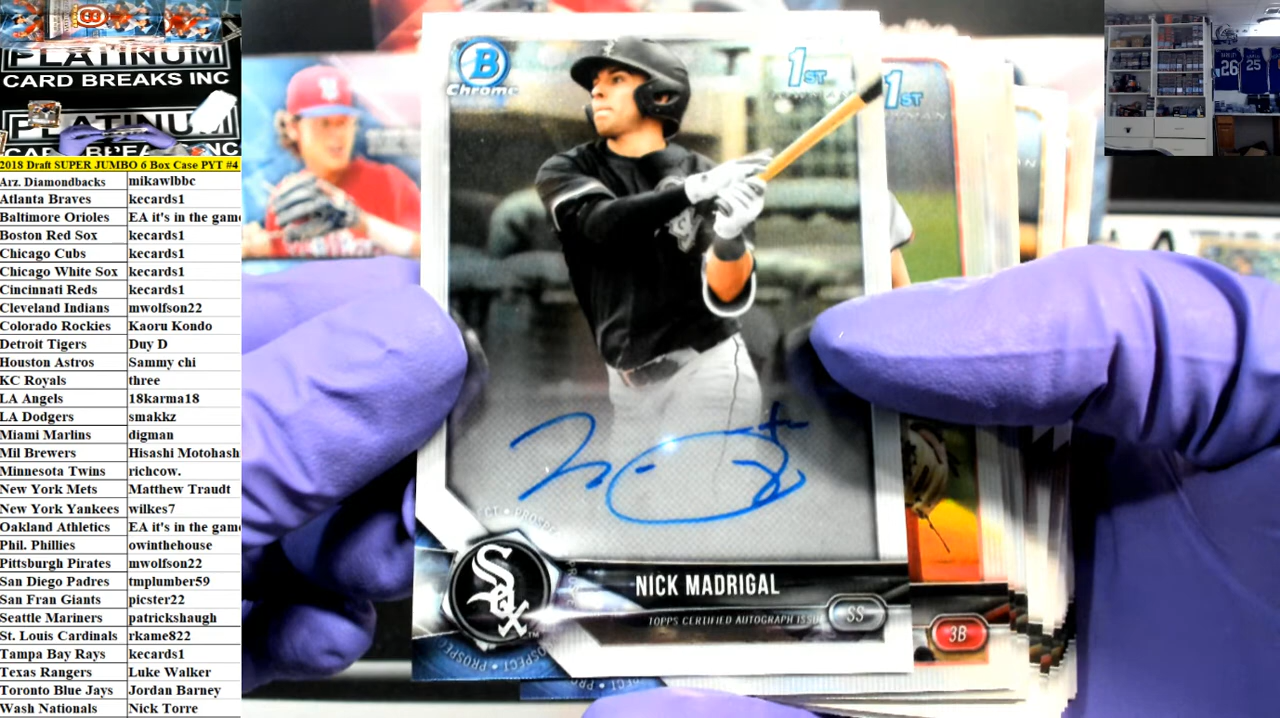 PLATINUM
CARD BREAKS INC
PLATINUM
2018 Draft SUPER JUMBO 6 Box Case PYT #4
Arz. Diamondbacks mikawlbbc
Atlanta Braves kecards1
Baltimore Orioles EA it's in the game
Boston Red Sox kecards1
Chicago Cubs kecards1
Chicago White Sox kecards1
Cincinnati Reds kecards1
Cleveland Indians mwolfson22
Colorado Rockies Kaoru Kondo
Detroit Tigers Duy D
Houston Astros Sammy chi
KC Royals three
LA Angels 18karma18
LA Dodgers smakkz
Miami Marlins digman
Mil Brewers Hisashi Motohash
Minnesota Twins richcow.
New York Mets Matthew Traudt
New York Yankees wilkes7
Oakland Athletics EA it's in the game
Phil. Phillies owinthehouse
Pittsburgh Pirates mwolfson22
San Diego Padres tmplumber59
San Fran Giants picster22
Seattle Mariners patrickshaugh
St. Louis Cardinals rkame822
Tampa Bay Rays kecards1
Texas Rangers Luke Walker
Toronto Blue Jays Jordan Barney
Wash Nationals Nick Torre
B
Chrome
1ST
1ST
Sox
NICK MADRIGAL
TOPPS CERTIFIED AUTOGRAPH ISSU
SS
3B
PROSPECT
26
25